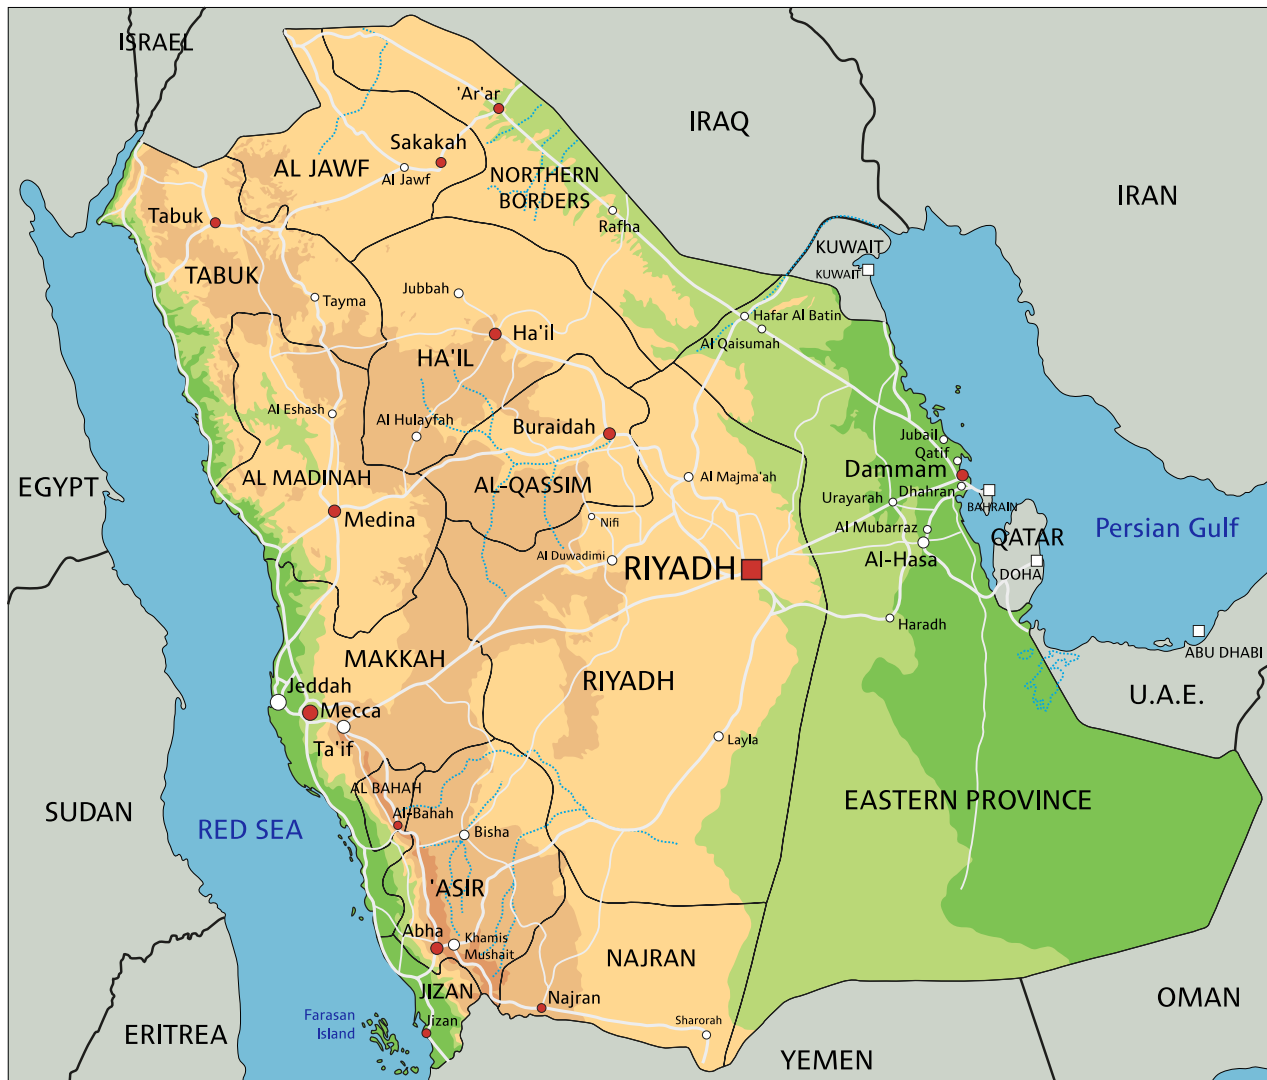 ISRAEL
'Ar'ar
IRAQ
Sakakah
AL JAWF
Al Jawf
NORTHERN
BORDERS
IRAN
Tabuk
Rafha
KUWAIT
KUWAIT
TABUK
Jubbah
Tayma
Hafar Al Batin
Ha'il
Al Qaisumah
HA'IL
Al Eshash
Al Hulayfah
Buraidah
Jubail
Qatif
Dammam
EGYPT
AL MADINAH
AL-QASSIM
Al Majma'ah
Urayarah
Dhahran
BAHRAIN
Medina
Nifi
Al Mubarraz
Persian Gulf
QATAR
Al Duwadimi
RIYADH
Al-Hasa
DOHA
Haradh
MAKKAH
ABU DHABI
Jeddah
RIYADH
U.A.E.
Mecca
Ta'if
Layla
AL BAHAH
EASTERN PROVINCE
SUDAN
Al-Bahah
RED SEA
Bisha
'ASIR
Abha
Khamis
Mushait
NAJRAN
JIZAN
Najran
OMAN
Farasan
Island
Jizan
Sharorah
ERITREA
YEMEN